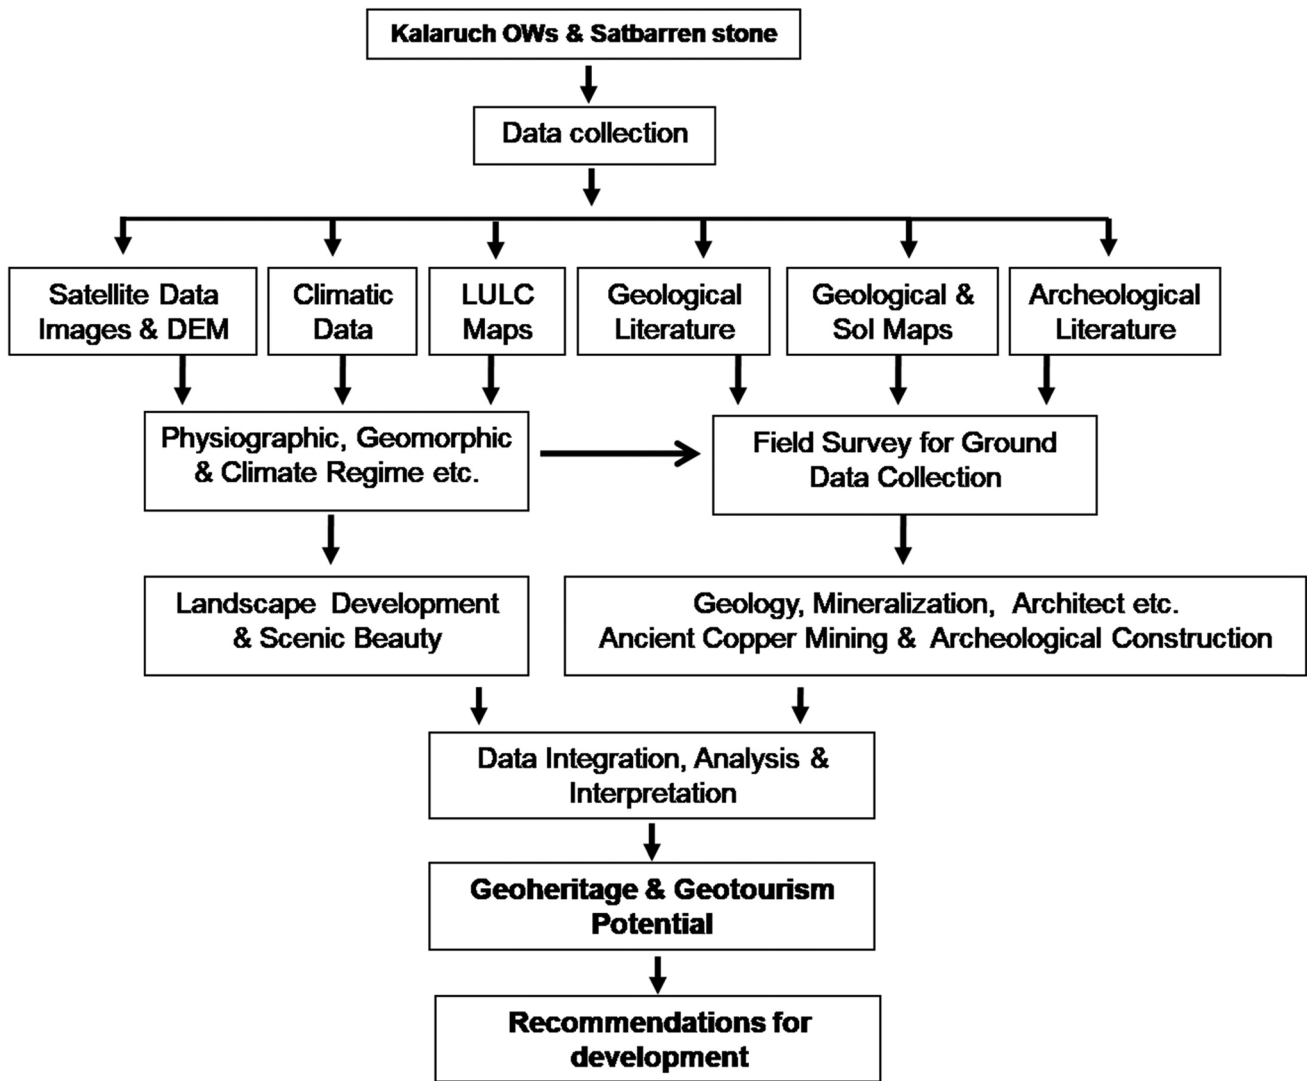 Kalaruch OWs & Satbarren stone
Data collection
Satellite Data
Images & DEM
Climatic
Data
LULC
Maps
Geological
Literature
Geological &
Sol Maps
Archeological
Literature
Physiographic, Geomorphic
& Climate Regime etc.
Field Survey for Ground
Data Collection
Landscape Development
& Scenic Beauty
Geology, Mineralization, Architect etc.
Ancient Copper Mining & Archeological Construction
Data Integration, Analysis &
Interpretation
Geoheritage & Geotourism
Potential
Recommendations for
development